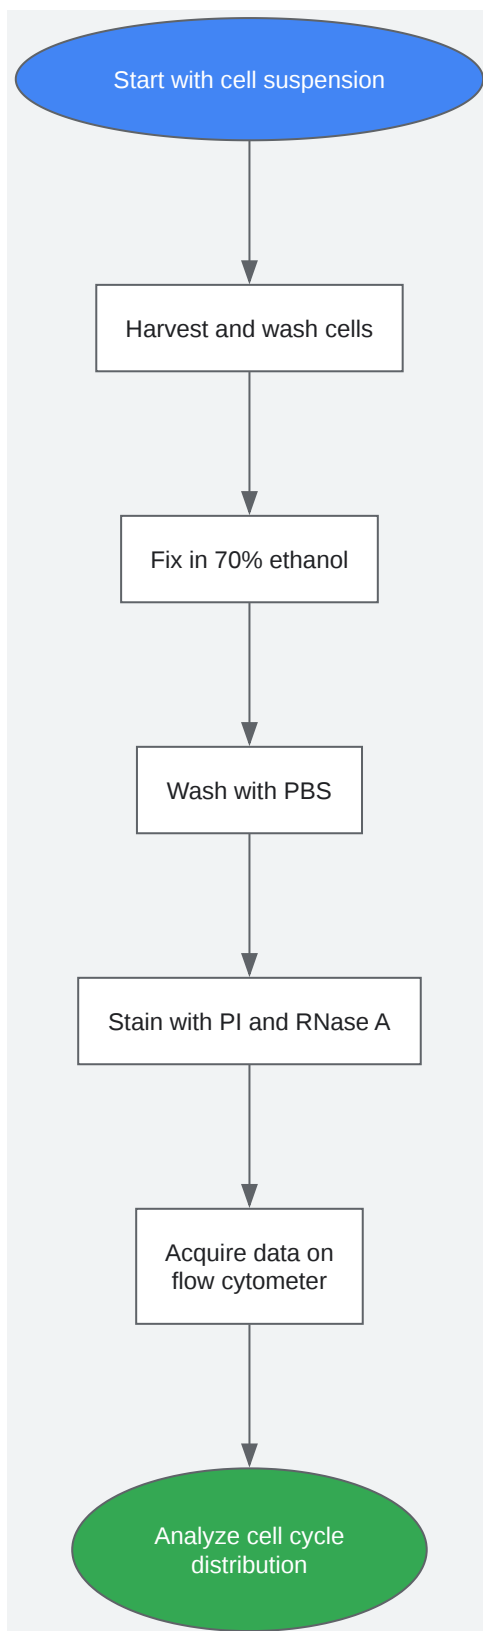 Start with cell suspension
Harvest and wash cells
Fix in 70% ethanol
Wash with PBS
Stain with PI and RNase A
Acquire data on
flow cytometer
Analyze cell cycle
distribution